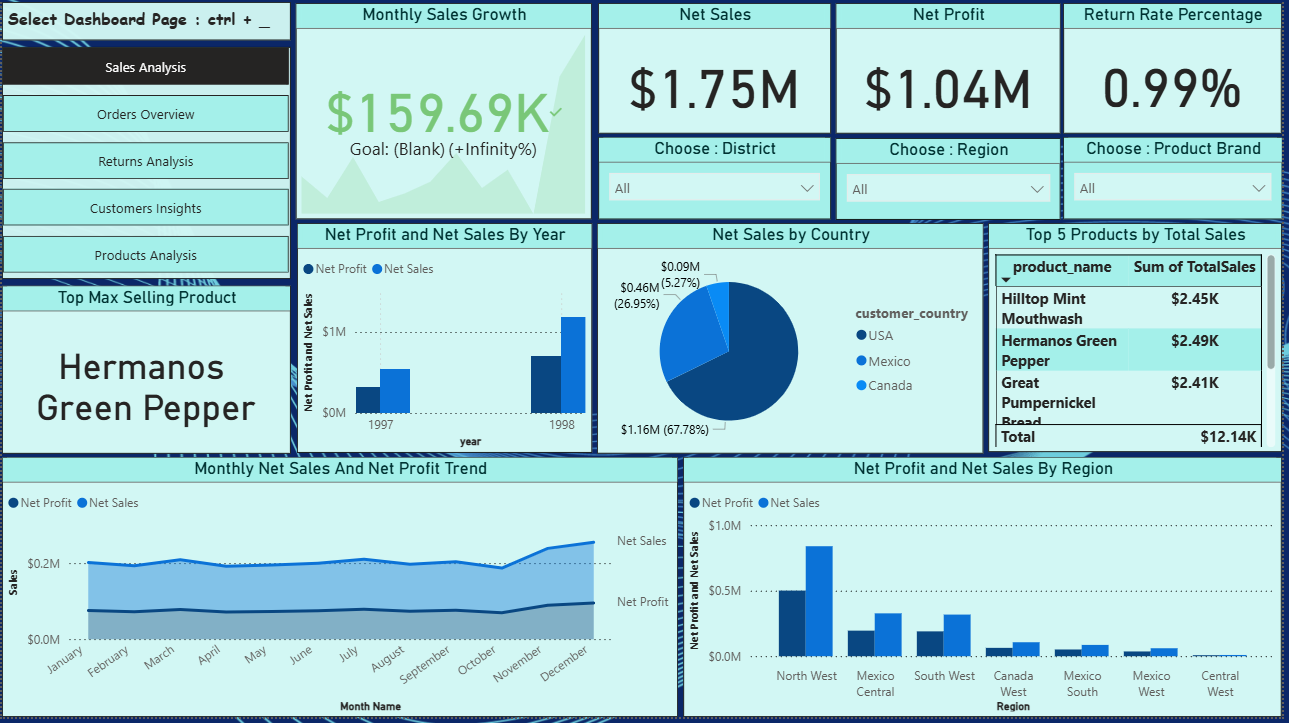 Select Dashboard Page : ctrl + _
Sales Analysis
Orders Overview
Returns Analysis
Customers Insights
Products Analysis
Monthly Sales Growth
$159.69K
Goal: (Blank) (+Infinity%)
Net Sales
$1.75M
Net Profit
$1.04M
Return Rate Percentage
0.99%
Choose : District
All
Choose : Region
All
Choose : Product Brand
All
Top Max Selling Product
Hermanos
Green Pepper
Net Profit and Net Sales By Year
Net Profit
Net Sales
Net Profit and Net Sales
$1M
$0M
1997
1998
year
Net Sales by Country
$0.09M
(5.27%)
$0.46M
(26.95%)
$1.16M (67.78%)
customer_country
USA
Mexico
Canada
Top 5 Products by Total Sales
product_name Sum of TotalSales
Hilltop Mint $2.45K
Mouthwash
Hermanos Green $2.49K
Pepper
Great $2.41K
Pumpernickel
Bread
Total $12.14K
Monthly Net Sales And Net Profit Trend
Net Profit
Net Sales
Sales
$0.2M
$0.0M
Net Sales
Net Profit
January
February
March
April
May
June
July
August
September
October
November
December
Month Name
Net Profit and Net Sales By Region
Net Profit
Net Sales
Net Profit and Net Sales
$1.0M
$0.5M
$0.0M
North West
Mexico
Central
South West
Canada
West
Mexico
South
Mexico
West
Central
West
Region